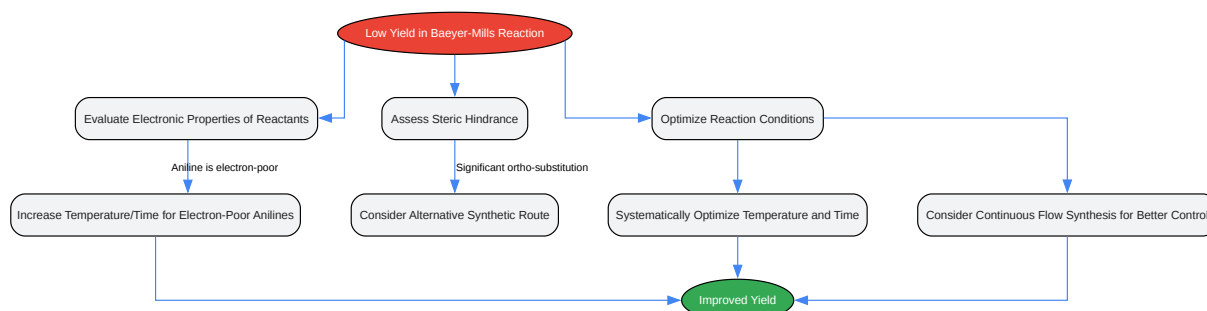 Low Yield in Baeyer-Mills Reaction
Evaluate Electronic Properties of Reactants
Assess Steric Hindrance
Optimize Reaction Conditions
Aniline is electron-poor
Significant ortho-substitution
Increase Temperature/Time for Electron-Poor Anilines
Consider Alternative Synthetic Route
Systematically Optimize Temperature and Time
Consider Continuous Flow Synthesis for Better Control
Improved Yield